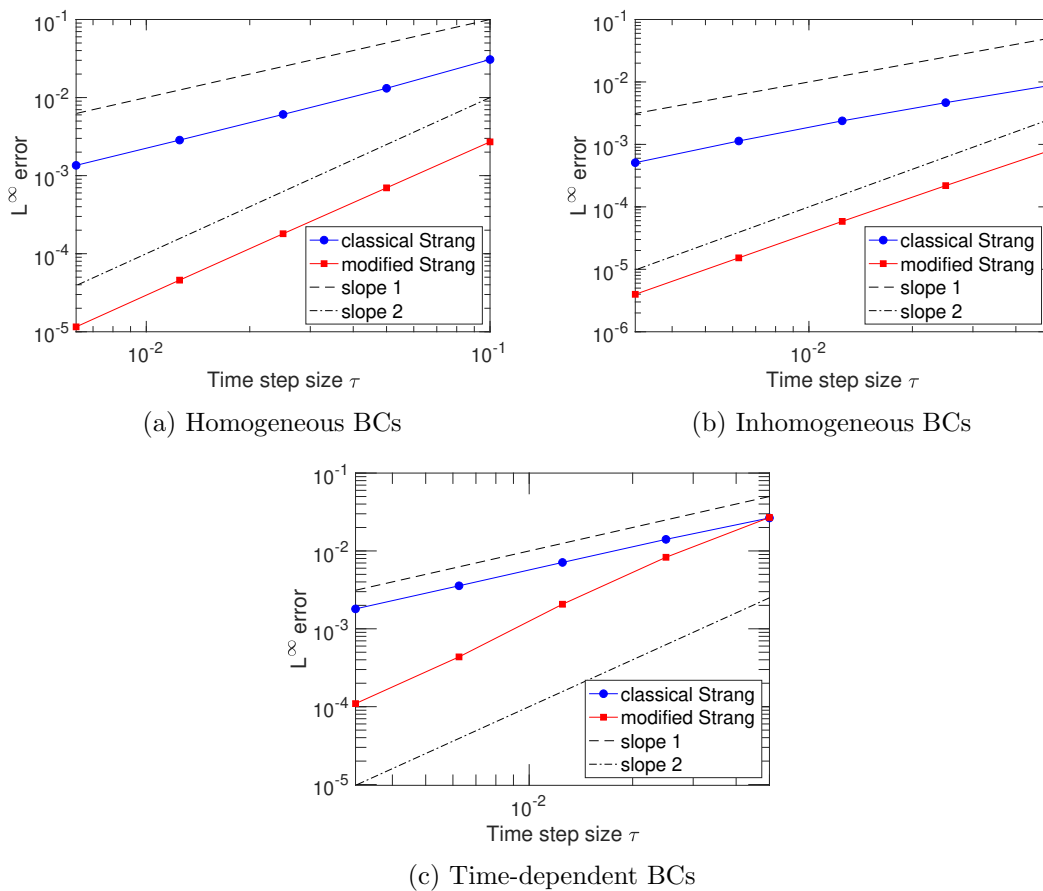 10^-1
10^-2
10^-3
10^-4
10^-5
L^∞ error
classical Strang
modified Strang
slope 1
slope 2
10^-2
10^-1
Time step size τ
(a) Homogeneous BCs
10^-1
10^-2
10^-3
10^-4
10^-5
10^-6
L^∞ error
classical Strang
modified Strang
slope 1
slope 2
10^-2
Time step size τ
(b) Inhomogeneous BCs
10^-1
10^-2
10^-3
10^-4
10^-5
L^∞ error
classical Strang
modified Strang
slope 1
slope 2
10^-2
Time step size τ
(c) Time-dependent BCs